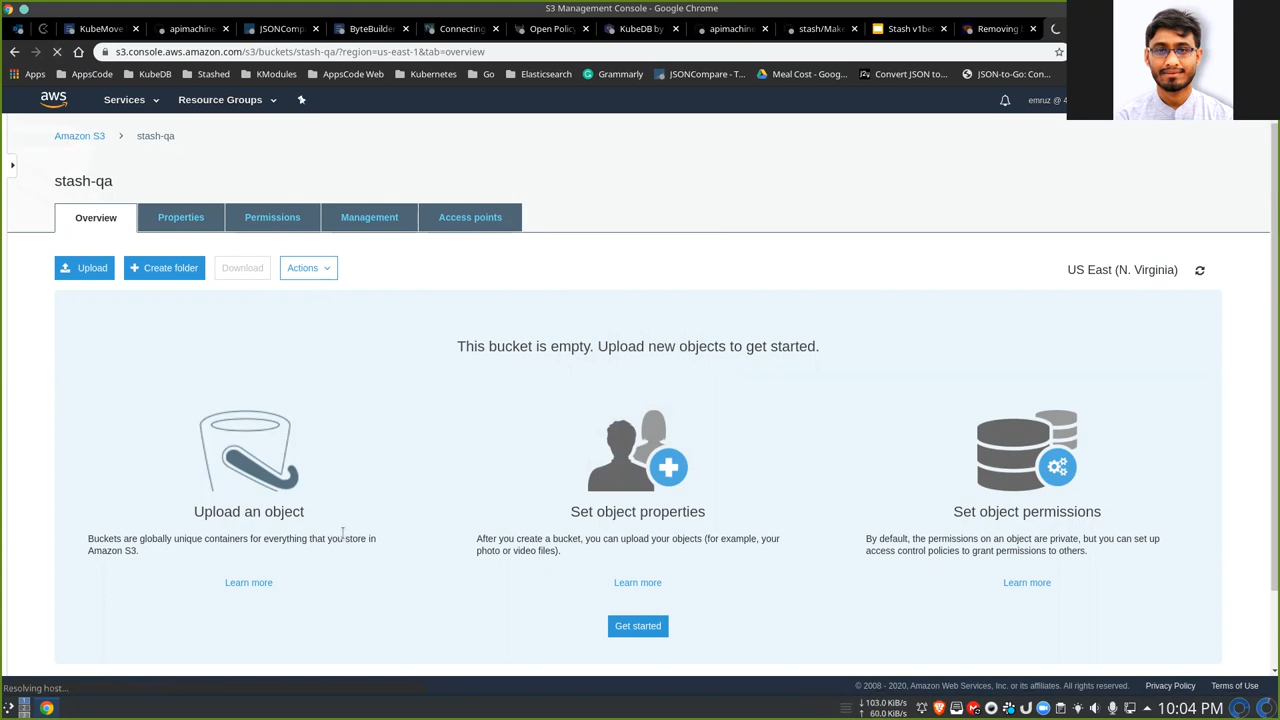 S3 Management Console - Google Chrome
KubeMove
apimachine
JSONComp
ByteBuilder
Connecting
Open Policy
KubeDB by
apimachine
stash/Make
Stash v1be
Removing
s3.console.aws.amazon.com/s3/buckets/stash-qa/?region=us-east-1&tab=overview
Apps
AppsCode
KubeDB
Stashed
KModules
AppsCode Web
Kubernetes
Go
Elasticsearch
Grammarly
JSONCompare - T...
Meal Cost - Goog...
Convert JSON to...
JSON-to-Go: Con...
aws
Services
Resource Groups
emruz @ 4
Amazon S3
stash-qa
stash-qa
Overview
Properties
Permissions
Management
Access points
Upload
Create folder
Download
Actions
US East (N. Virginia)
This bucket is empty. Upload new objects to get started.
Upload an object
Buckets are globally unique containers for everything that you store in
Amazon S3.
Learn more
Set object properties
After you create a bucket, you can upload your objects (for example, your
photo or video files).
Learn more
Set object permissions
By default, the permissions on an object are private, but you can set up
access control policies to grant permissions to others.
Learn more
Get started
Resolving host...
© 2008 - 2020, Amazon Web Services, Inc. or its affiliates. All rights reserved.
Privacy Policy
Terms of Use
103.0 KiB/s
60.0 KiB/s
10:04 PM